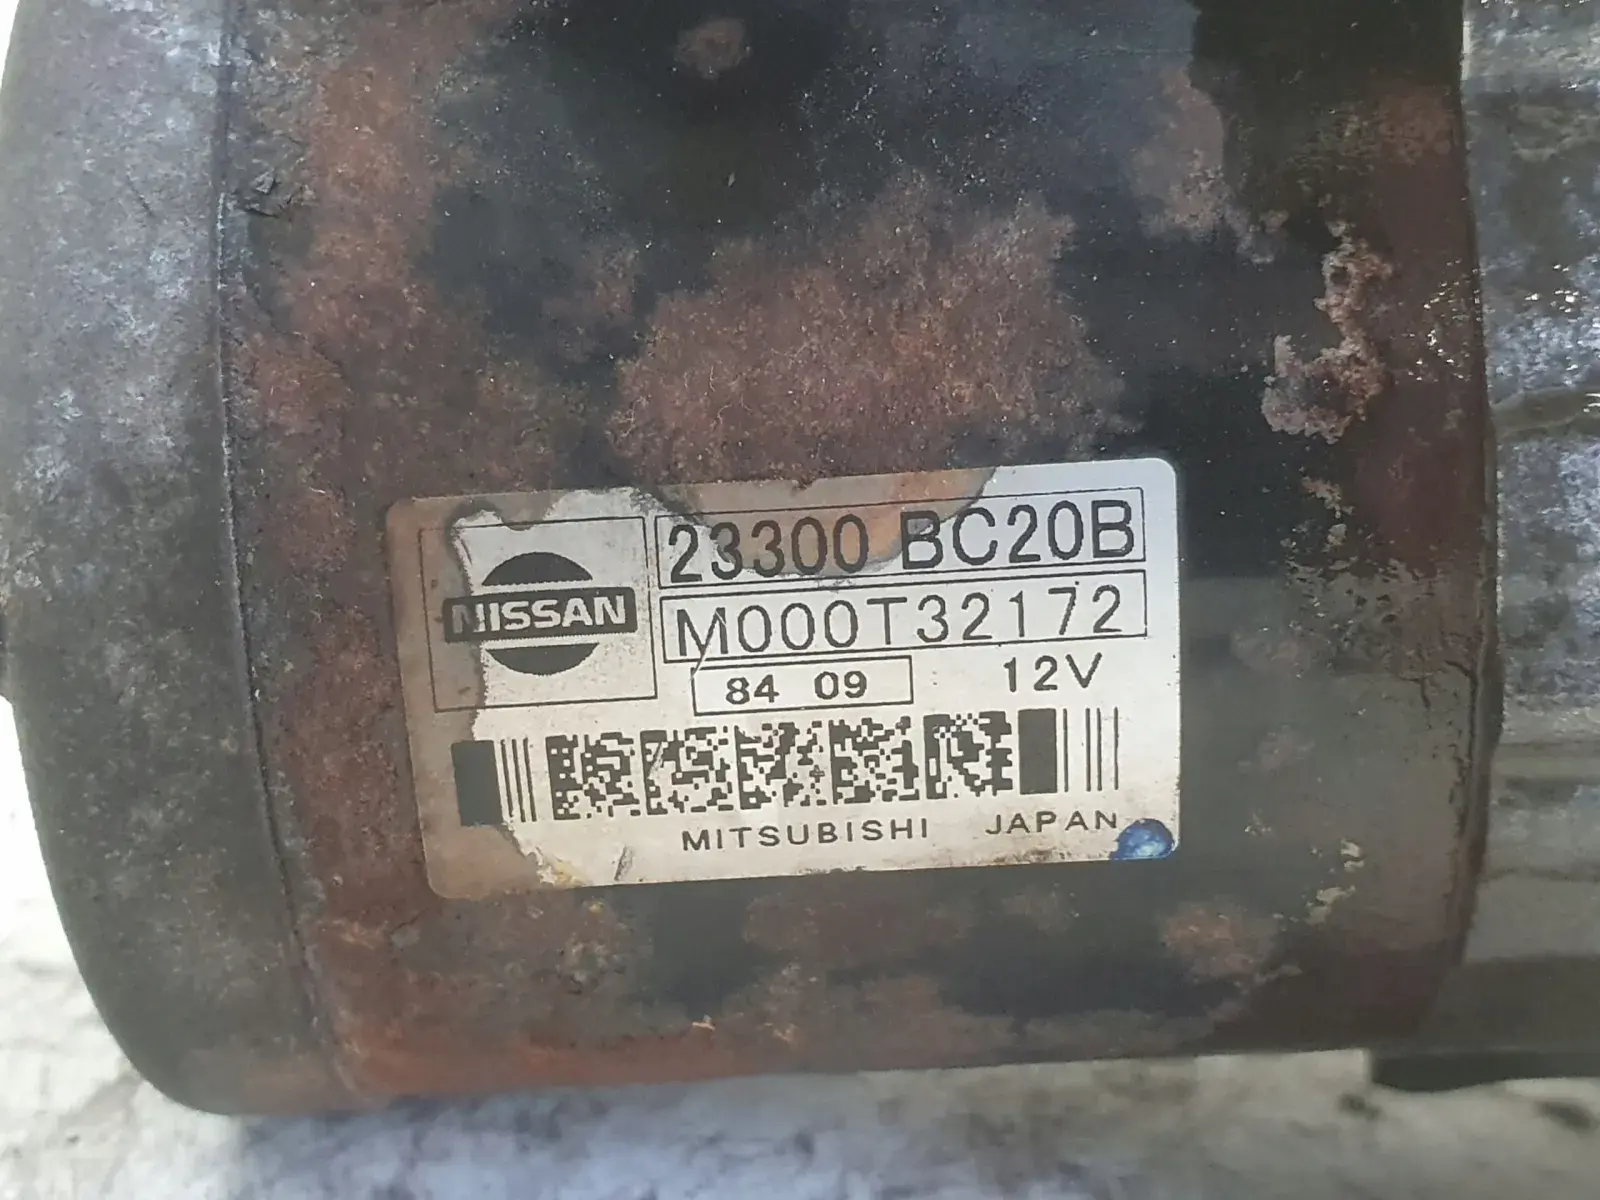 NISSAN
23300 BC20B
M000T32172
84 09 12V
MITSUBISHI JAPAN